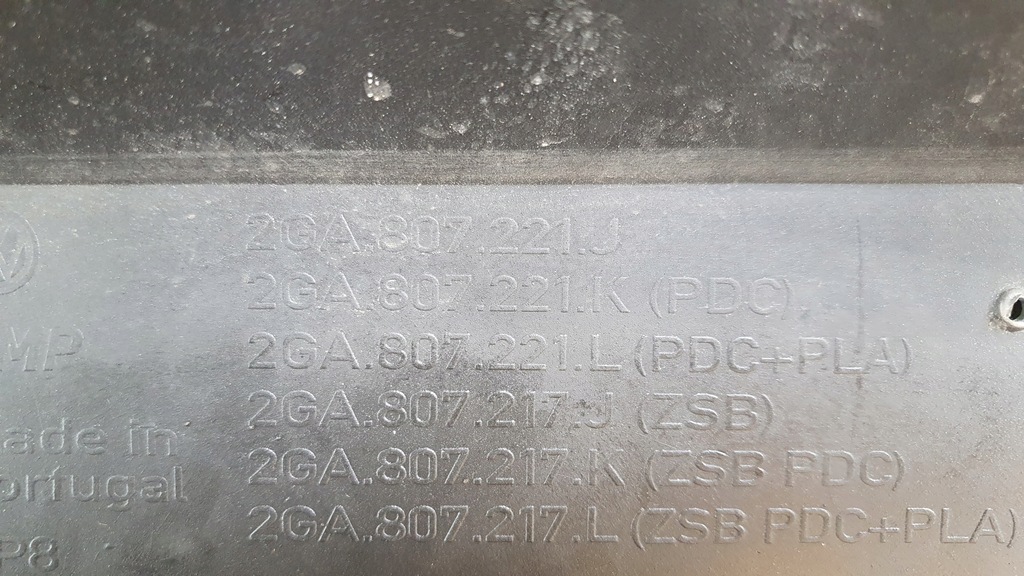 2GA.807.221.J
2GA.807.221.K (PDC)
2GA.807.221.L (PDC+PLA)
2GA.807.217.J (ZSB)
2GA.807.217.K (ZSB PDC)
2GA.807.217.L (ZSB PDC+PLA)
MP
ade in
ortugal
P8